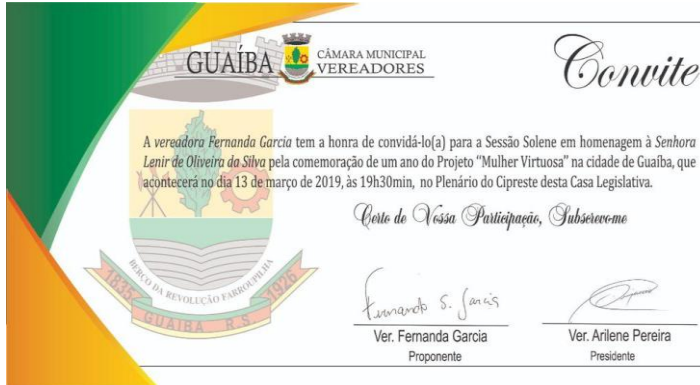 GUAÍBA
CÂMARA MUNICIPAL
VEREADORES
Convite
A vereadora Fernanda Garcia tem a honra de convidá-lo(a) para a Sessão Solene em homenagem à Senhora
Lenir de Oliveira da Silva pela comemoração de um ano do Projeto “Mulher Virtuosa” na cidade de Guaíba, que
acontecerá no dia 13 de março de 2019, às 19h30min, no Plenário do Cipreste desta Casa Legislativa.
Certo de Vossa Participação, Subscrevo-me
BERÇO DA REVOLUÇÃO FARROUPILHA
1835
1926
GUAIBA R.S.
Fernanda S. Garcia
Ver. Fernanda Garcia
Proponente
Ver. Arilene Pereira
Presidente